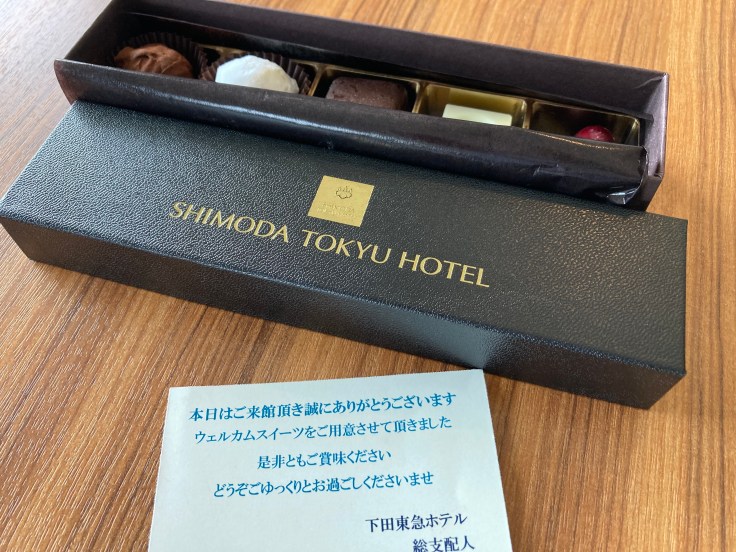 SHIMODA TOKYU HOTEL
本日はご来館頂き誠にありがとうございます
ウェルカムスイーツをご用意させて頂きました
是非ともご賞味ください
どうぞごゆっくりとお過ごしくださいませ
下田東急ホテル
総支配人